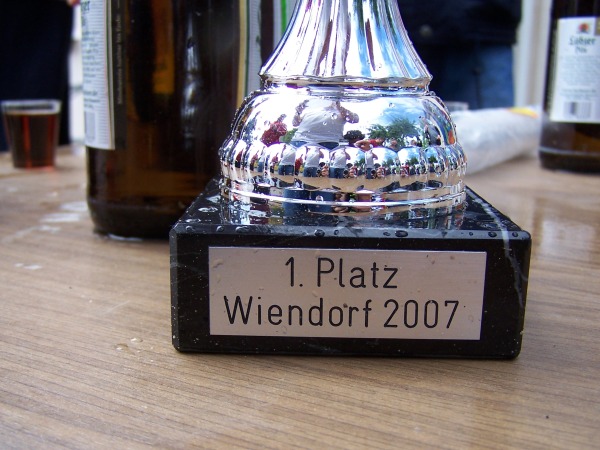 1. Platz
Wiendorf 2007